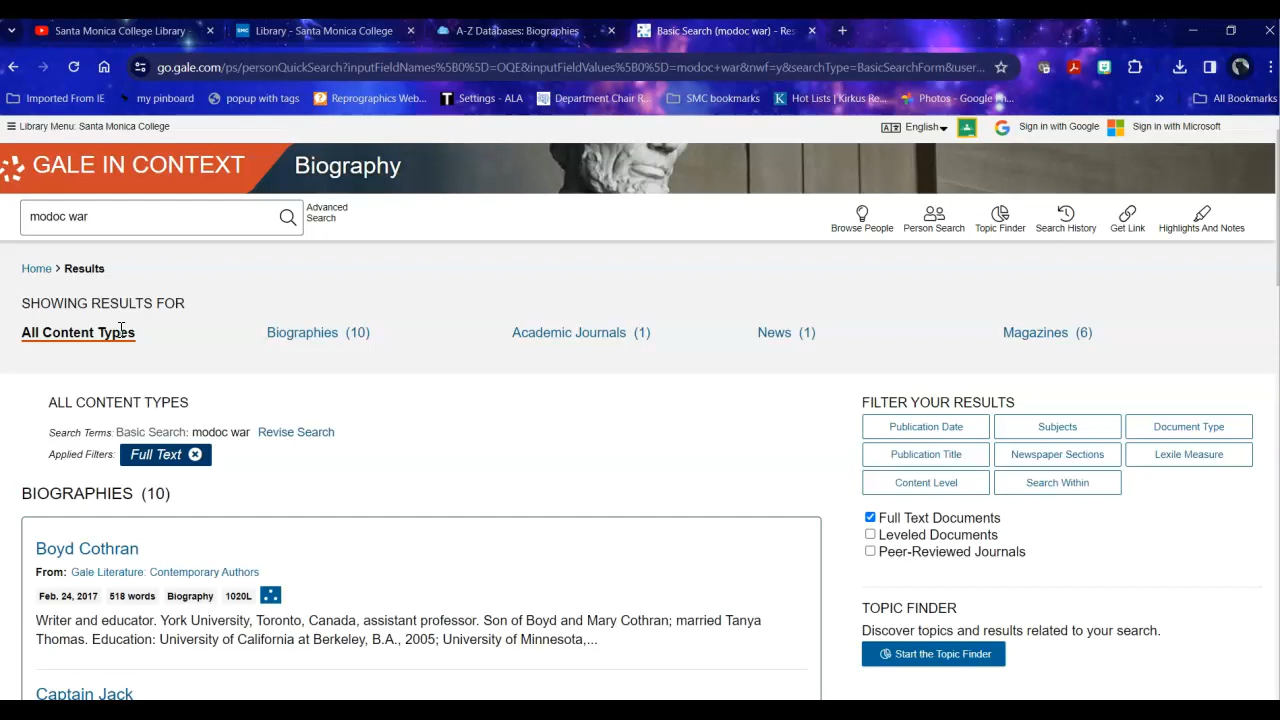 Santa Monica College Library -
Library - Santa Monica College
A-Z Databases: Biographies
Basic Search (modoc war) - Res
go.gale.com/ps/personQuickSearch?inputFieldNames%5B0%5D=OQE&inputFieldValues%5B0%5D=modoc+war&nwf=y&searchType=BasicSearchForm&user...
Imported From IE
my pinboard
popup with tags
Reprographics Web...
Settings - ALA
Department Chair R...
SMC bookmarks
Hot Lists | Kirkus Re...
Photos - Google Ph...
»
All Bookmarks
Library Menu: Santa Monica College
English
Sign in with Google
Sign in with Microsoft
GALE IN CONTEXT
Biography
modoc war
Advanced
Search
Browse People
Person Search
Topic Finder
Search History
Get Link
Highlights And Notes
Home > Results
SHOWING RESULTS FOR
All Content Types
Biographies (10)
Academic Journals (1)
News (1)
Magazines (6)
ALL CONTENT TYPES
Search Terms: Basic Search: modoc war Revise Search
Applied Filters: Full Text
BIOGRAPHIES (10)
Boyd Cothran
From: Gale Literature: Contemporary Authors
Feb. 24, 2017 518 words Biography 1020L
Writer and educator. York University, Toronto, Canada, assistant professor. Son of Boyd and Mary Cothran; married Tanya
Thomas. Education: University of California at Berkeley, B.A., 2005; University of Minnesota,...
Captain Jack
FILTER YOUR RESULTS
Publication Date
Subjects
Document Type
Publication Title
Newspaper Sections
Lexile Measure
Content Level
Search Within
Full Text Documents
Leveled Documents
Peer-Reviewed Journals
TOPIC FINDER
Discover topics and results related to your search.
Start the Topic Finder